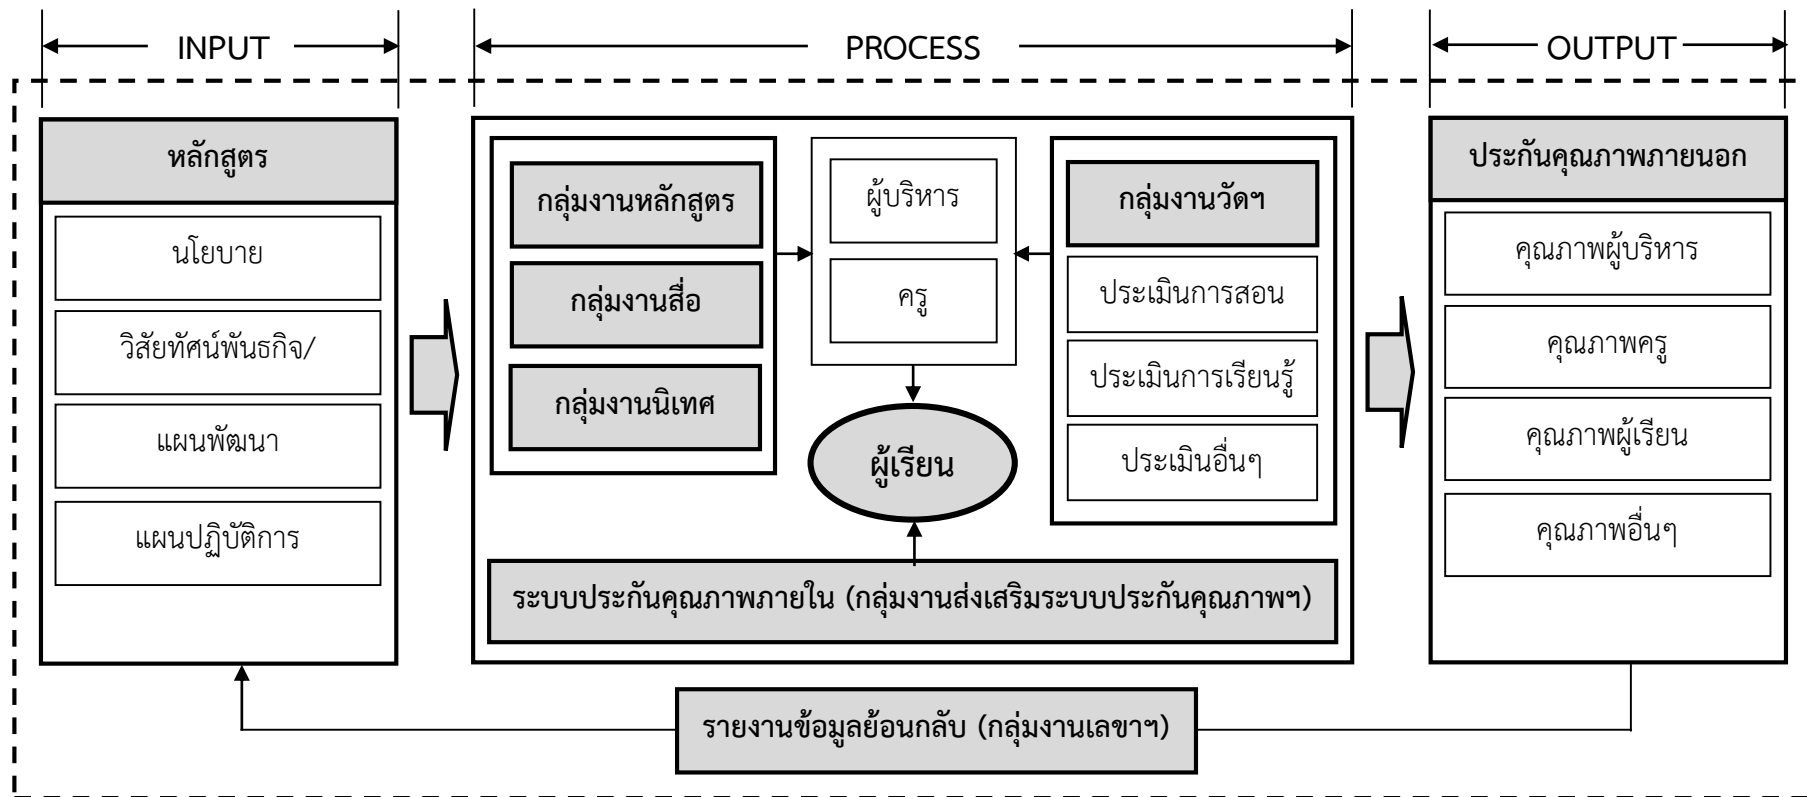 INPUT
PROCESS
OUTPUT
หลักสูตร
นโยบาย
วิสัยทัศน์พันธกิจ/
แผนพัฒนา
แผนปฏิบัติการ
กลุ่มงานหลักสูตร
กลุ่มงานสื่อ
กลุ่มงานนิเทศ
ผู้บริหาร
ครู
ผู้เรียน
กลุ่มงานวัดฯ
ประเมินการสอน
ประเมินการเรียนรู้
ประเมินอื่นๆ
ระบบประกันคุณภาพภายใน (กลุ่มงานส่งเสริมระบบประกันคุณภาพฯ)
ประกันคุณภาพภายนอก
คุณภาพผู้บริหาร
คุณภาพครู
คุณภาพผู้เรียน
คุณภาพอื่นๆ
รายงานข้อมูลย้อนกลับ (กลุ่มงานเลขาฯ)